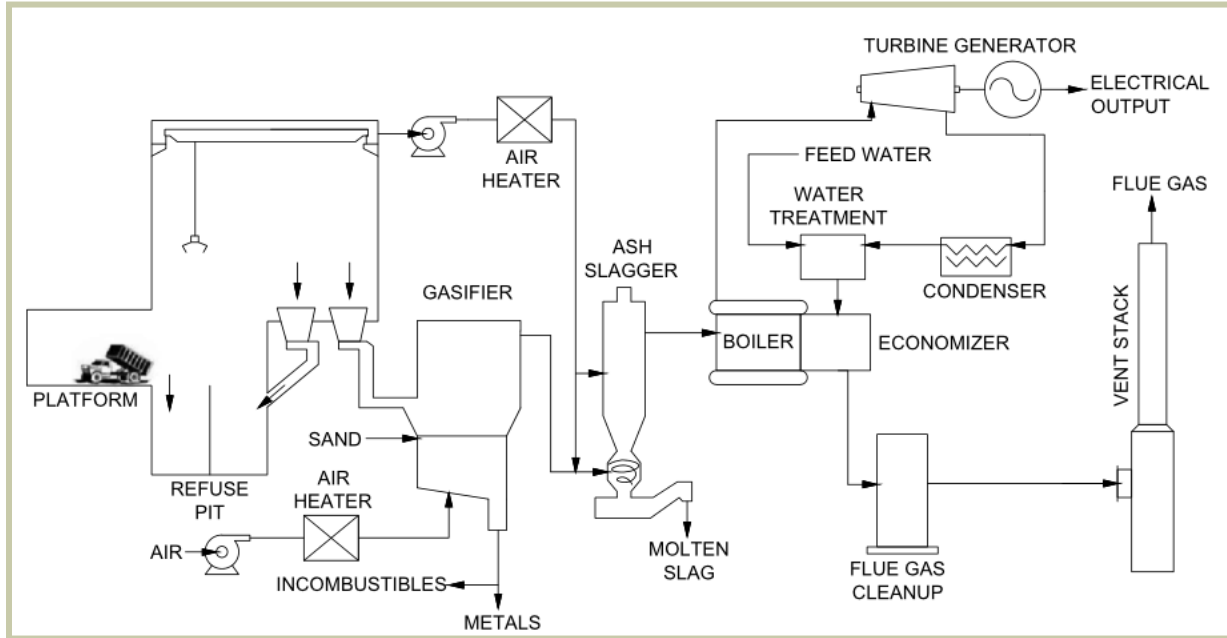 TURBINE GENERATOR
ELECTRICAL
OUTPUT
AIR
HEATER
FEED WATER
FLUE GAS
WATER
TREATMENT
ASH
SLAGGER
CONDENSER
GASIFIER
BOILER
ECONOMIZER
VENT STACK
PLATFORM
SAND
REFUSE
PIT
AIR
HEATER
AIR
INCOMBUSTIBLES
METALS
MOLTEN
SLAG
FLUE GAS
CLEANUP